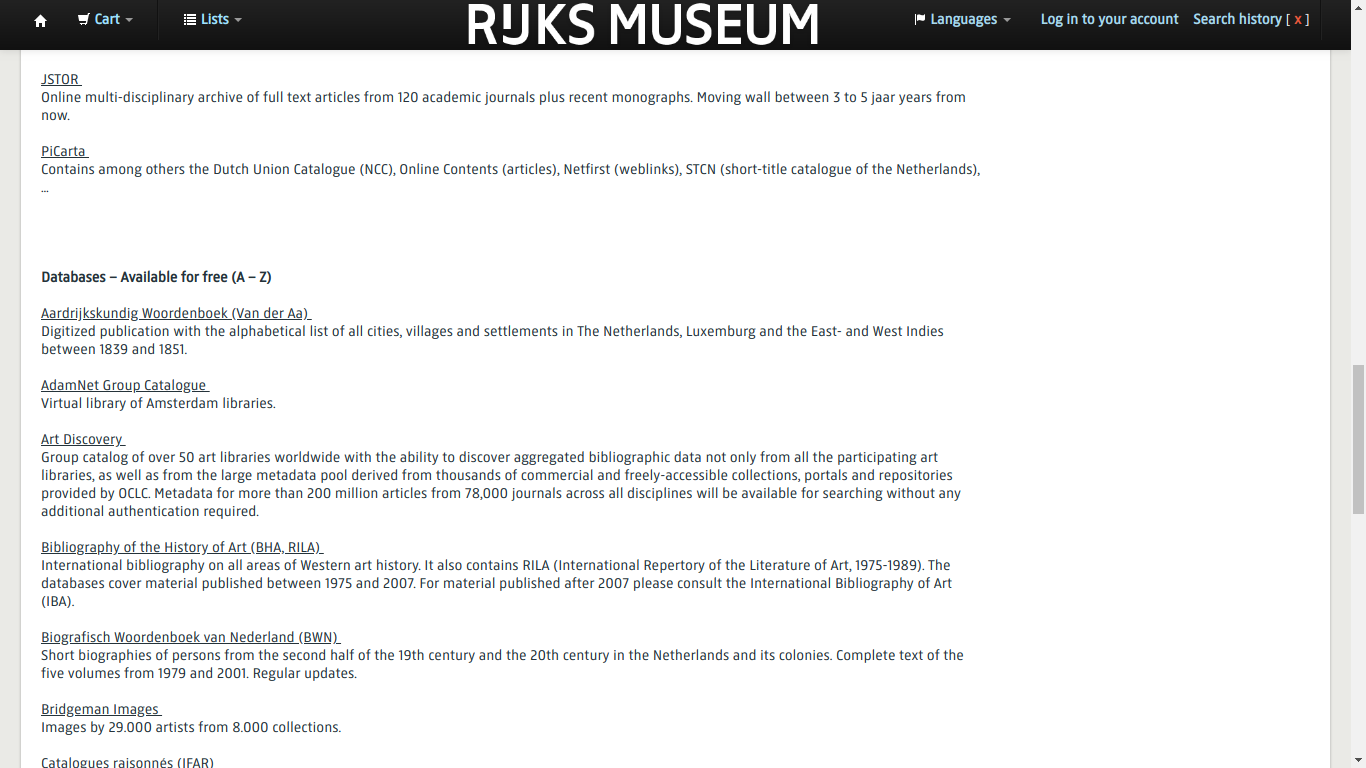 Cart
Lists
RIJKS MUSEUM
Languages
Log in to your account
Search history [ x ]
JSTOR
Online multi-disciplinary archive of full text articles from 120 academic journals plus recent monographs. Moving wall between 3 to 5 jaar years from
now.
PiCarta
Contains among others the Dutch Union Catalogue (NCC), Online Contents (articles), Netfirst (weblinks), STCN (short-title catalogue of the Netherlands),
...
Databases – Available for free (A – Z)
Aardrijkskundig Woordenboek (Van der Aa)
Digitized publication with the alphabetical list of all cities, villages and settlements in The Netherlands, Luxemburg and the East- and West Indies
between 1839 and 1851.
AdamNet Group Catalogue
Virtual library of Amsterdam libraries.
Art Discovery
Group catalog of over 50 art libraries worldwide with the ability to discover aggregated bibliographic data not only from all the participating art
libraries, as well as from the large metadata pool derived from thousands of commercial and freely-accessible collections, portals and repositories
provided by OCLC. Metadata for more than 200 million articles from 78,000 journals across all disciplines will be available for searching without any
additional authentication required.
Bibliography of the History of Art (BHA, RILA)
International bibliography on all areas of Western art history. It also contains RILA (International Repertory of the Literature of Art, 1975-1989). The
databases cover material published between 1975 and 2007. For material published after 2007 please consult the International Bibliography of Art
(IBA).
Biografisch Woordenboek van Nederland (BWN)
Short biographies of persons from the second half of the 19th century and the 20th century in the Netherlands and its colonies. Complete text of the
five volumes from 1979 and 2001. Regular updates.
Bridgeman Images
Images by 29.000 artists from 8.000 collections.
Catalogues raisonnés (IFAR)